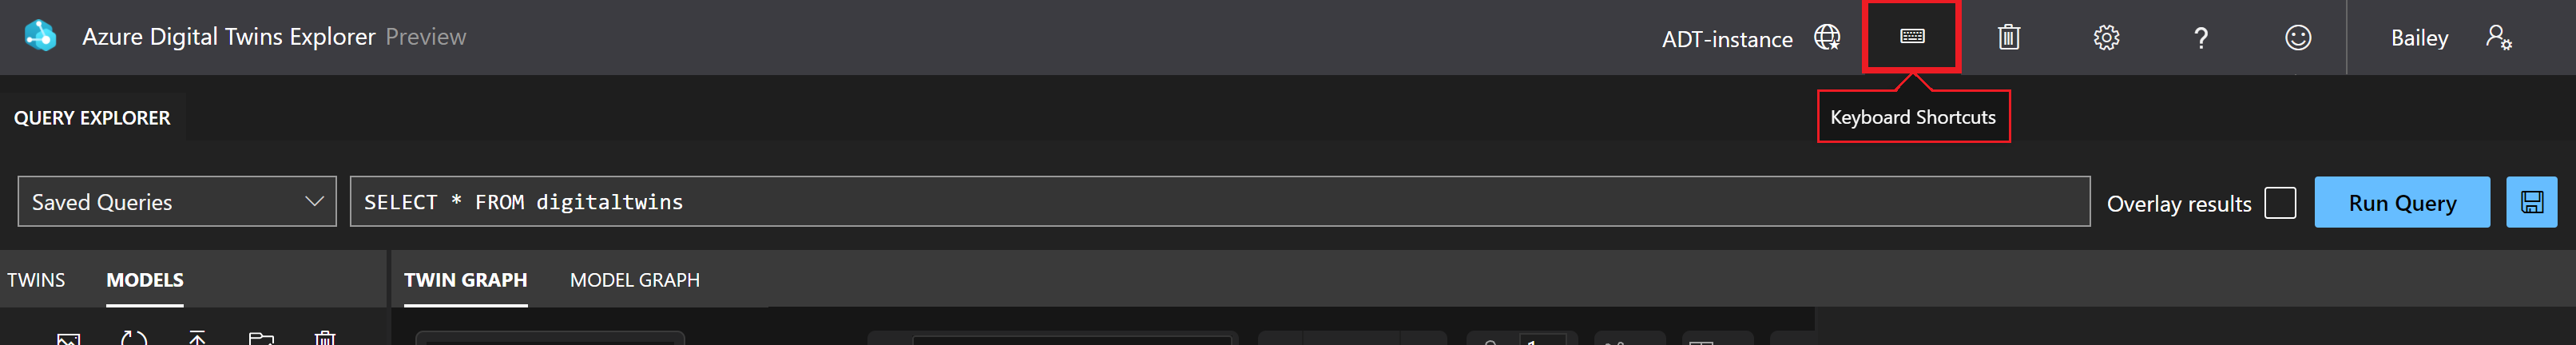 Azure Digital Twins Explorer Preview
ADT-instance
?
Bailey
Keyboard Shortcuts
QUERY EXPLORER
Saved Queries
SELECT * FROM digitaltwins
Overlay results
Run Query
TWINS MODELS
TWIN GRAPH MODEL GRAPH